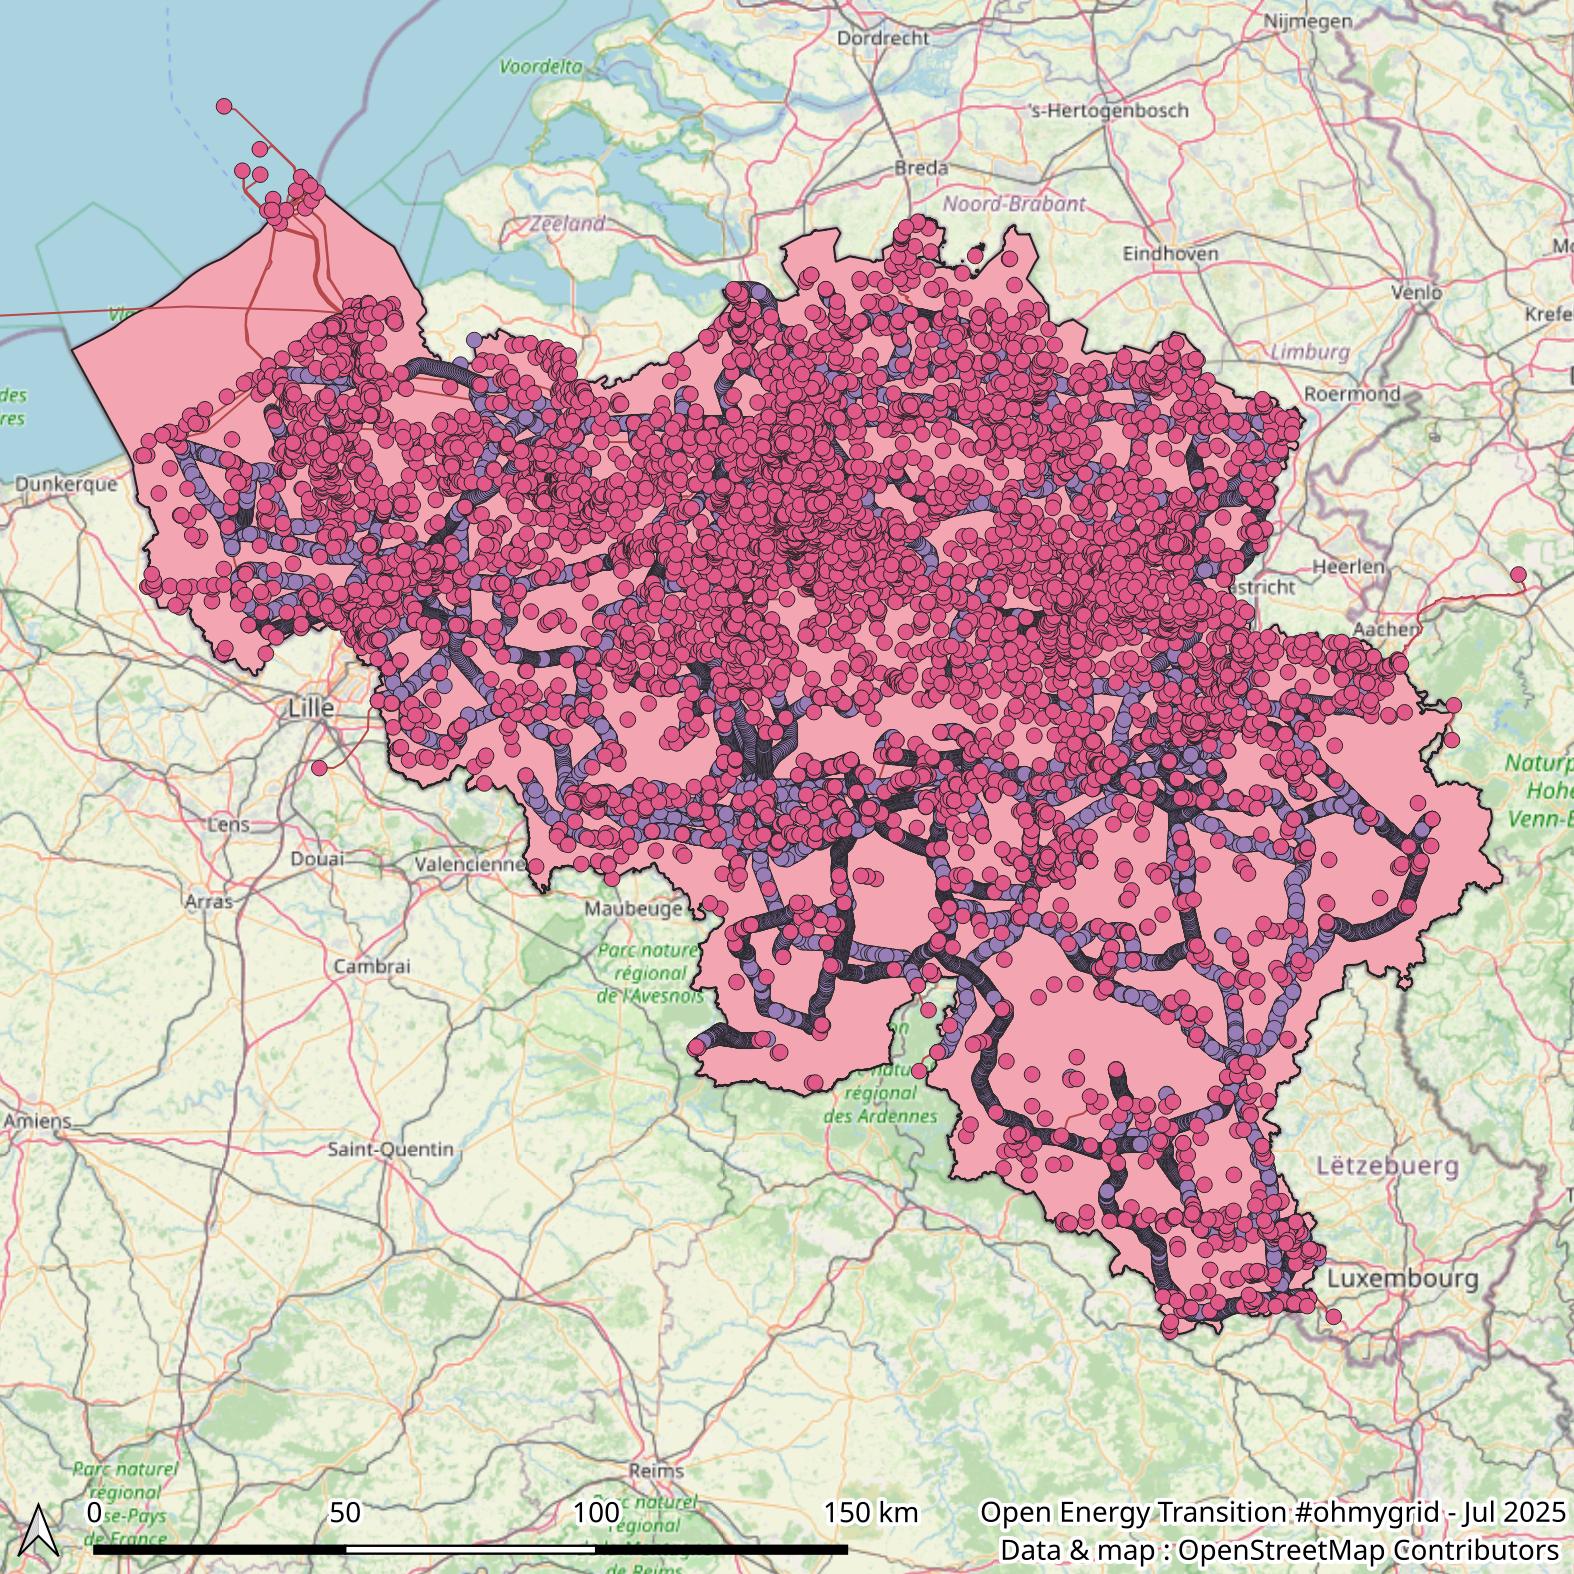 Nijmegen
Dordrecht
Voordelta
's-Hertogenbosch
Breda
Noord-Brabant
Zeeland
Eindhoven
Venlo
Krefe
Limburg
Roermond
des
res
Dunkerque
Heerlen
astricht
Aachen
Lille
Naturp
Hohe
Venn-E
Lens
Douai
Valencienne
Arras
Maubeuge
Parc nature
régional
de l'Avesnois
Cambrai
régional
des Ardennes
Amiens
Saint-Quentin
Lëtzebuerg
Luxembourg
Parc naturel
régional
se-Pays
de France
Reims
Parc naturel
régional
de Reims
0 50 100 150 km
Open Energy Transition #ohmygrid - Jul 2025
Data & map : OpenStreetMap Contributors